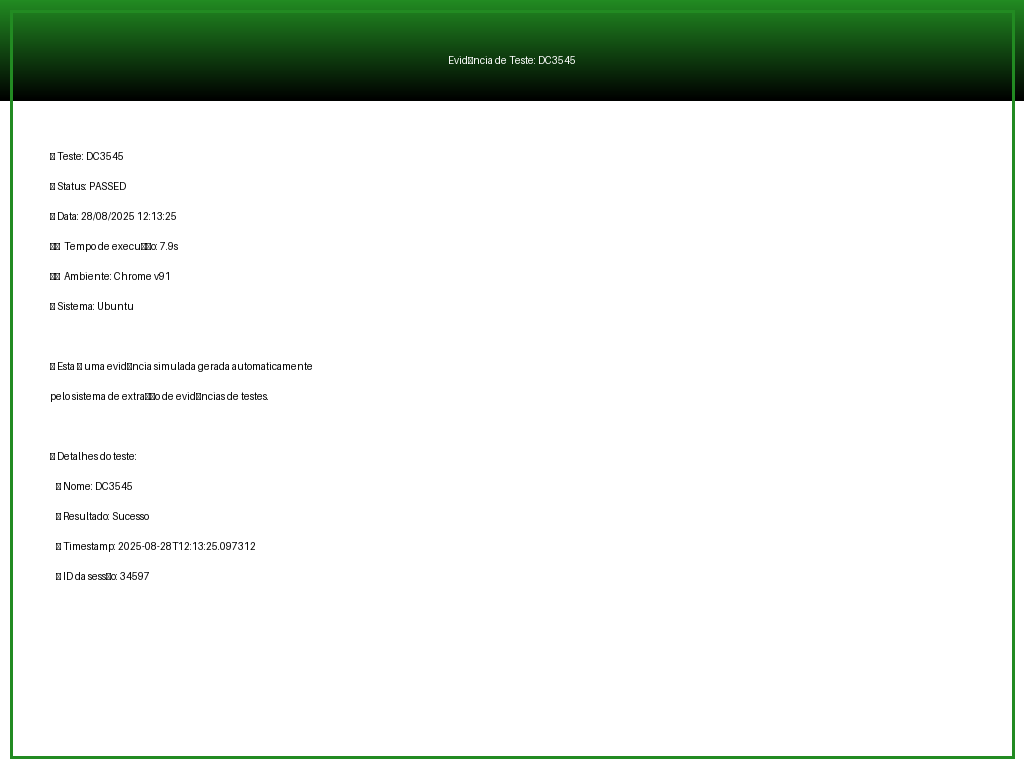 Evid▯ncia de Teste: DC3545
▯ Teste: DC3545
▯ Status: PASSED
▯ Data: 28/08/2025 12:13:25
▯▯ Tempo de execu▯▯o: 7.9s
▯▯ Ambiente: Chrome v91
▯ Sistema: Ubuntu
▯ Esta ▯ uma evid▯ncia simulada gerada automaticamente
pelo sistema de extra▯▯o de evid▯ncias de testes.
▯ Detalhes do teste:
▯ Nome: DC3545
▯ Resultado: Sucesso
▯ Timestamp: 2025-08-28T12:13:25.097312
▯ ID da sess▯o: 34597